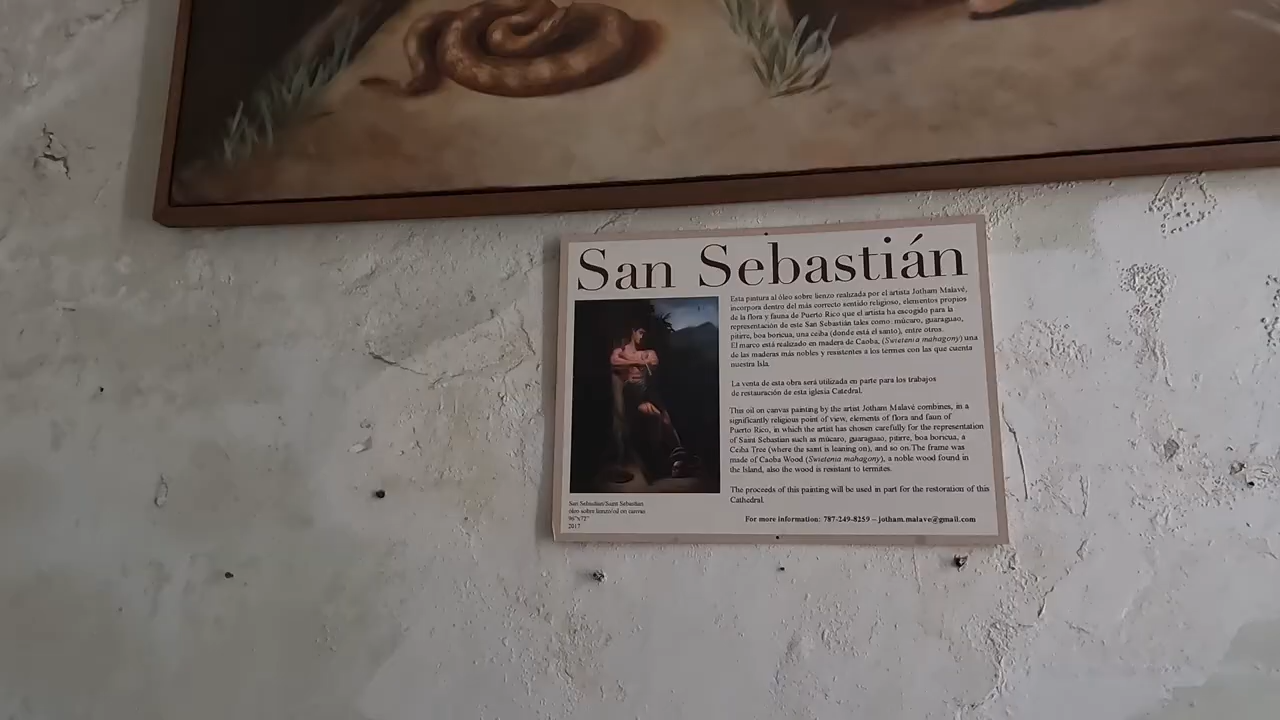 San Sebastián
Esta pintura al óleo sobre lienzo realizada por el artista Jotham Malavé,
incorpora dentro del más correcto sentido religioso, elementos propios
de la flora y fauna de Puerto Rico que el artista ha escogido para la
representación de este San Sebastián tales como: múcaro, guaraguao,
pitirre, boa boricua, una ceiba (donde está el santo), entre otros.
El marco está realizado en madera de Caoba, (Swetenia mahagony) una
de las maderas más nobles y resistentes a los termes con las que cuenta
nuestra Isla.
La venta de esta obra será utilizada en parte para los trabajos
de restauración de esta iglesia Catedral.
This oil on canvas painting by the artist Jotham Malavé combines, in a
significantly religious point of view, elements of flora and faun of
Puerto Rico, in which the artist has chosen carefully for the representation
of Saint Sebastian such as múcaro, guaraguao, pitirre, boa boricua, a
Ceiba Tree (where the saint is leaning on), and so on. The frame was
made of Caoba Wood (Swetenia mahagony), a noble wood found in
the Island, also the wood is resistant to termites.
The proceeds of this painting will be used in part for the restoration of this
Cathedral.
For more information: 787-249-8259 – jotham.malave@gmail.com
San Sebastián/Saint Sebastian
óleo sobre lienzo/oil on canvas
96"x72"
2017